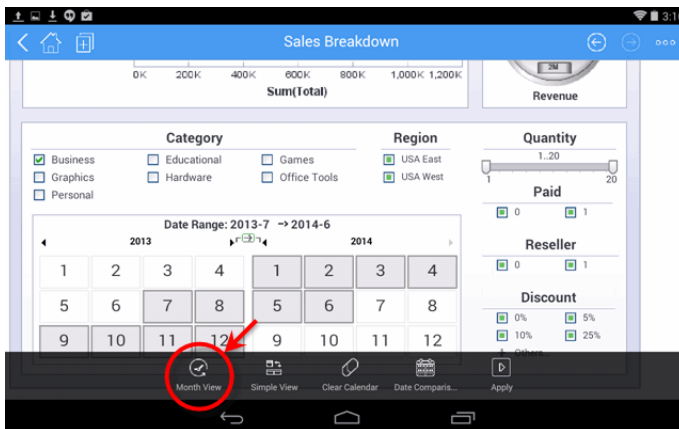 3:10
Sales Breakdown
0K 200K 400K 600K 800K 1,000K 1,200K
Sum(Total)
2M
Revenue
Category
Region
Quantity
Business
Educational
Games
USA East
1..20
Graphics
Hardware
Office Tools
USA West
1 20
Personal
Paid
0 1
Date Range: 2013-7 → 2014-6
2013
2014
Reseller
0 1
1 2 3 4 1 2 3 4
5 6 7 8 5 6 7 8
Discount
0% 5%
10% 25%
9 10 11 12 9 10 11 12
+ Others...
Month View
Simple View
Clear Calendar
Date Comparis...
Apply